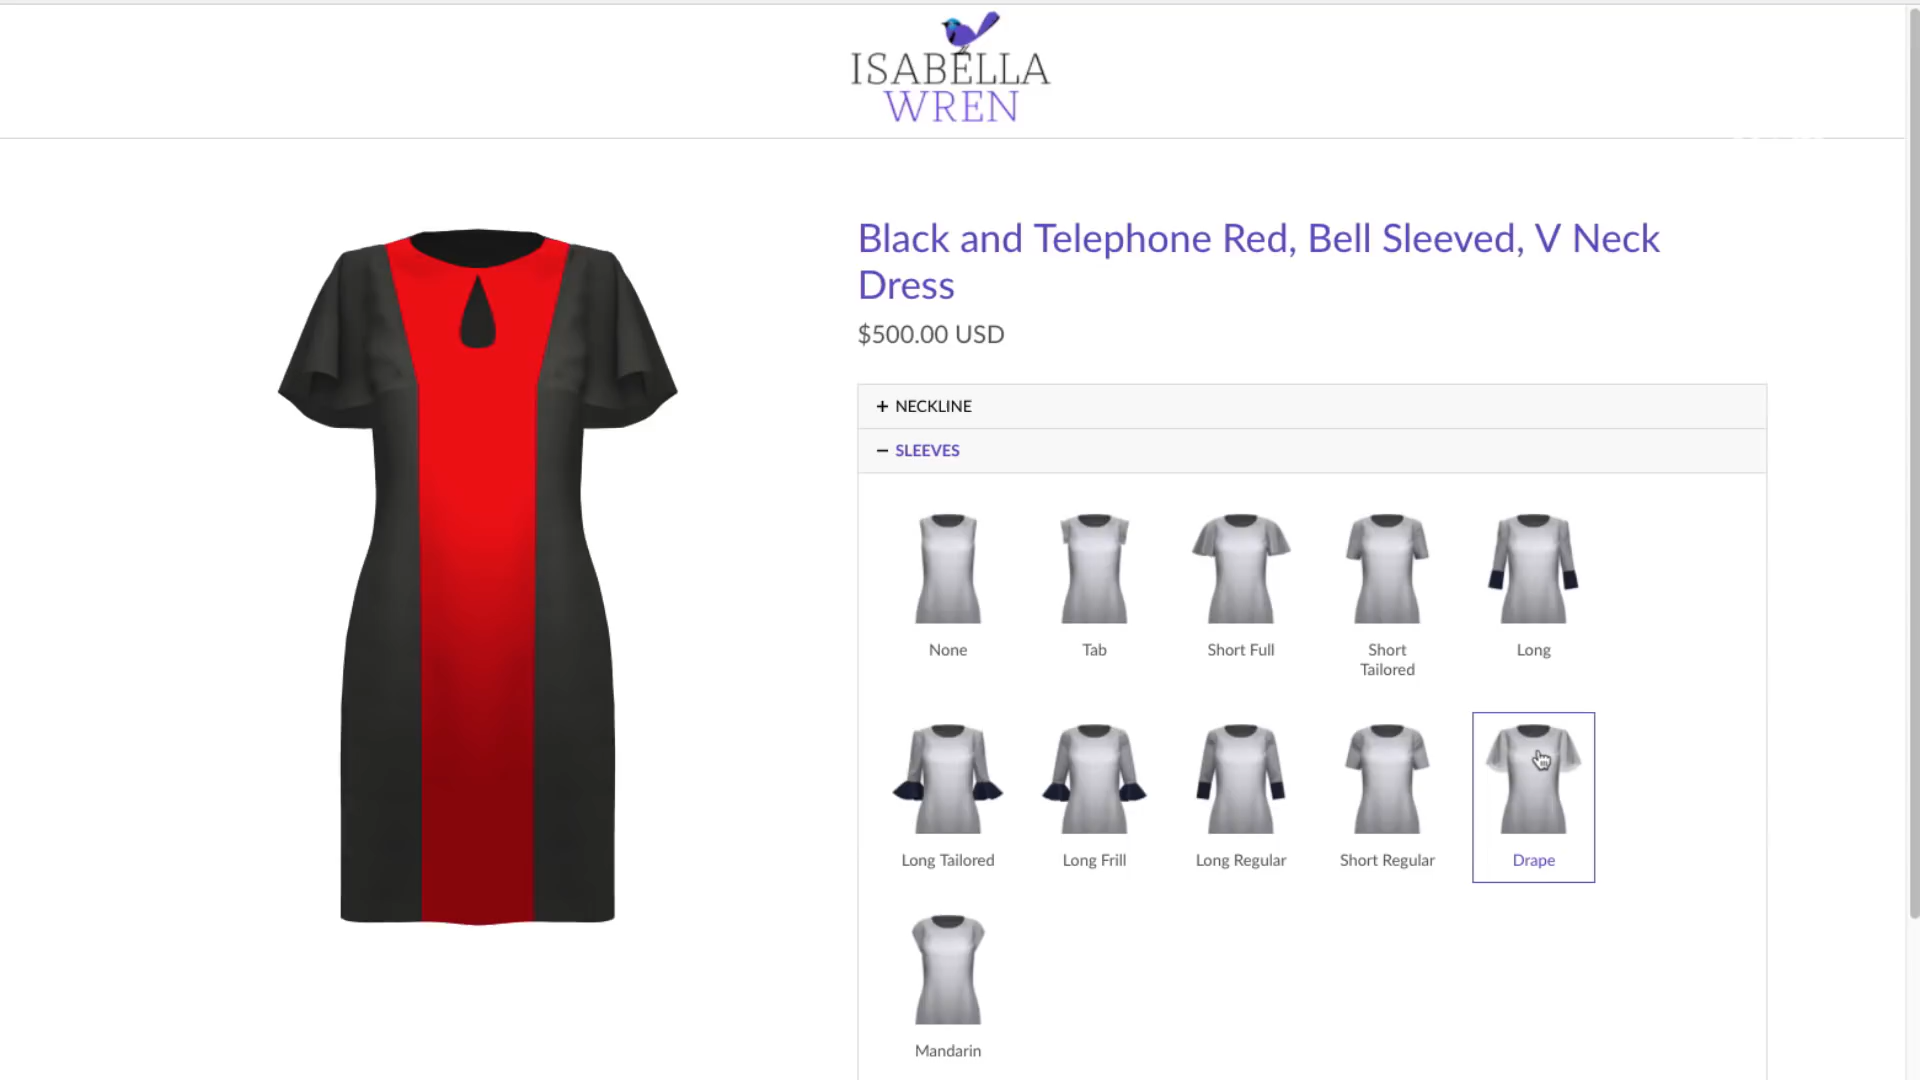 ISABELLA
WREN
Black and Telephone Red, Bell Sleeved, V Neck
Dress
$500.00 USD
+ NECKLINE
− SLEEVES
None
Tab
Short Full
Short
Tailored
Long
Long Tailored
Long Frill
Long Regular
Short Regular
Drape
Mandarin